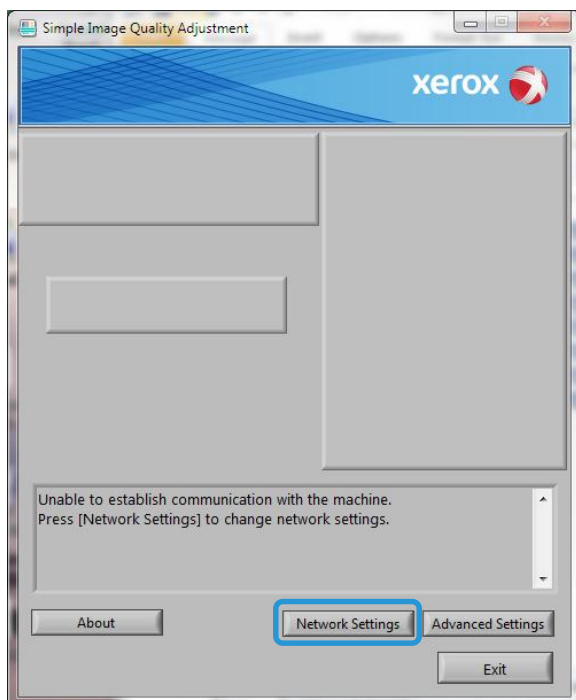 Simple Image Quality Adjustment
xerox
Unable to establish communication with the machine.
Press [Network Settings] to change network settings.
About
Network Settings
Advanced Settings
Exit